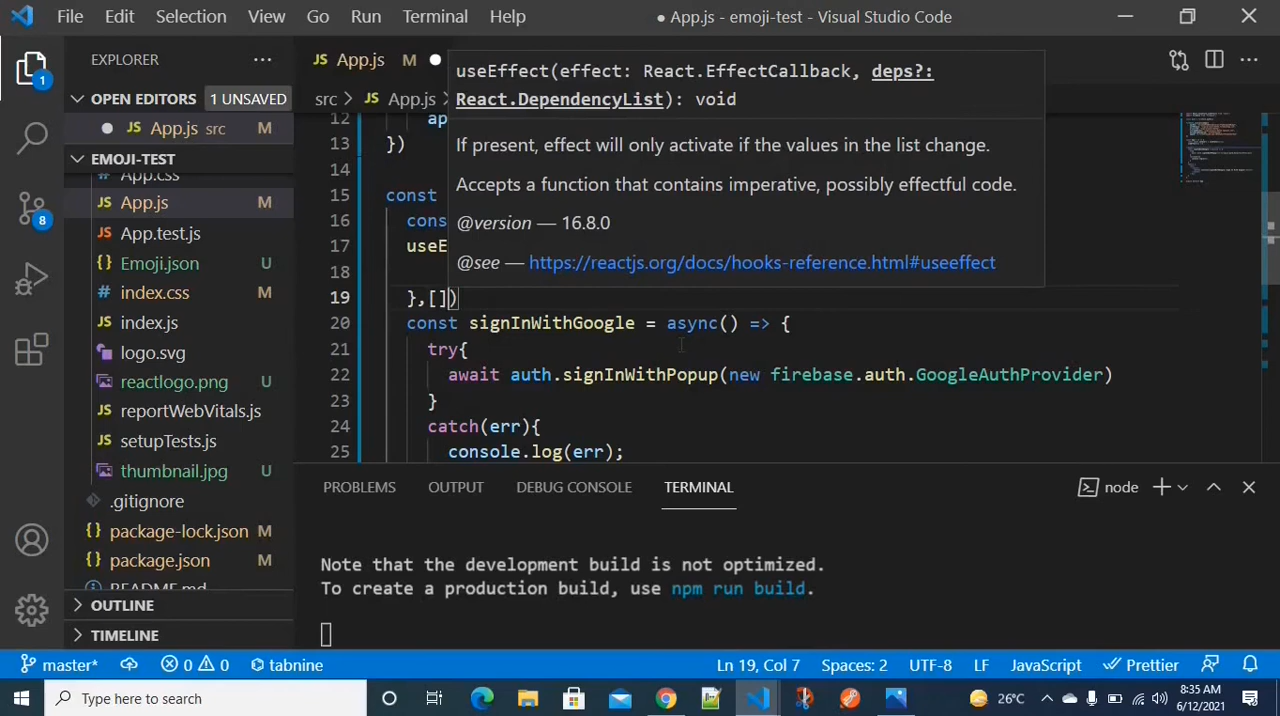 File Edit Selection View Go Run Terminal Help ● App.js - emoji-test - Visual Studio Code
EXPLORER ...
JS App.js M ●
OPEN EDITORS 1 UNSAVED
● JS App.js src M
EMOJI-TEST
App.css
JS App.js M
JS App.test.js
Emoji.json U
index.css M
JS index.js
logo.svg
reactlogo.png U
JS reportWebVitals.js
JS setupTests.js
thumbnail.jpg U
.gitignore
package-lock.json M
package.json M
README.md
OUTLINE
TIMELINE
1
8
src > JS App.js >
useEffect(effect: React.EffectCallback, deps?:
React.DependencyList): void
If present, effect will only activate if the values in the list change.
Accepts a function that contains imperative, possibly effectful code.
@version — 16.8.0
@see — https://reactjs.org/docs/hooks-reference.html#useeffect
12 ap
13 })
14
15 const
16 cons
17 useE
18
19 },[])
20 const signInWithGoogle = async() => {
21 try{
22 await auth.signInWithPopup(new firebase.auth.GoogleAuthProvider)
23 }
24 catch(err){
25 console.log(err);
PROBLEMS OUTPUT DEBUG CONSOLE TERMINAL node
Note that the development build is not optimized.
To create a production build, use npm run build.
master* 0 0 tabnine Ln 19, Col 7 Spaces: 2 UTF-8 LF JavaScript Prettier
Type here to search 26°C 8:35 AM
6/12/2021